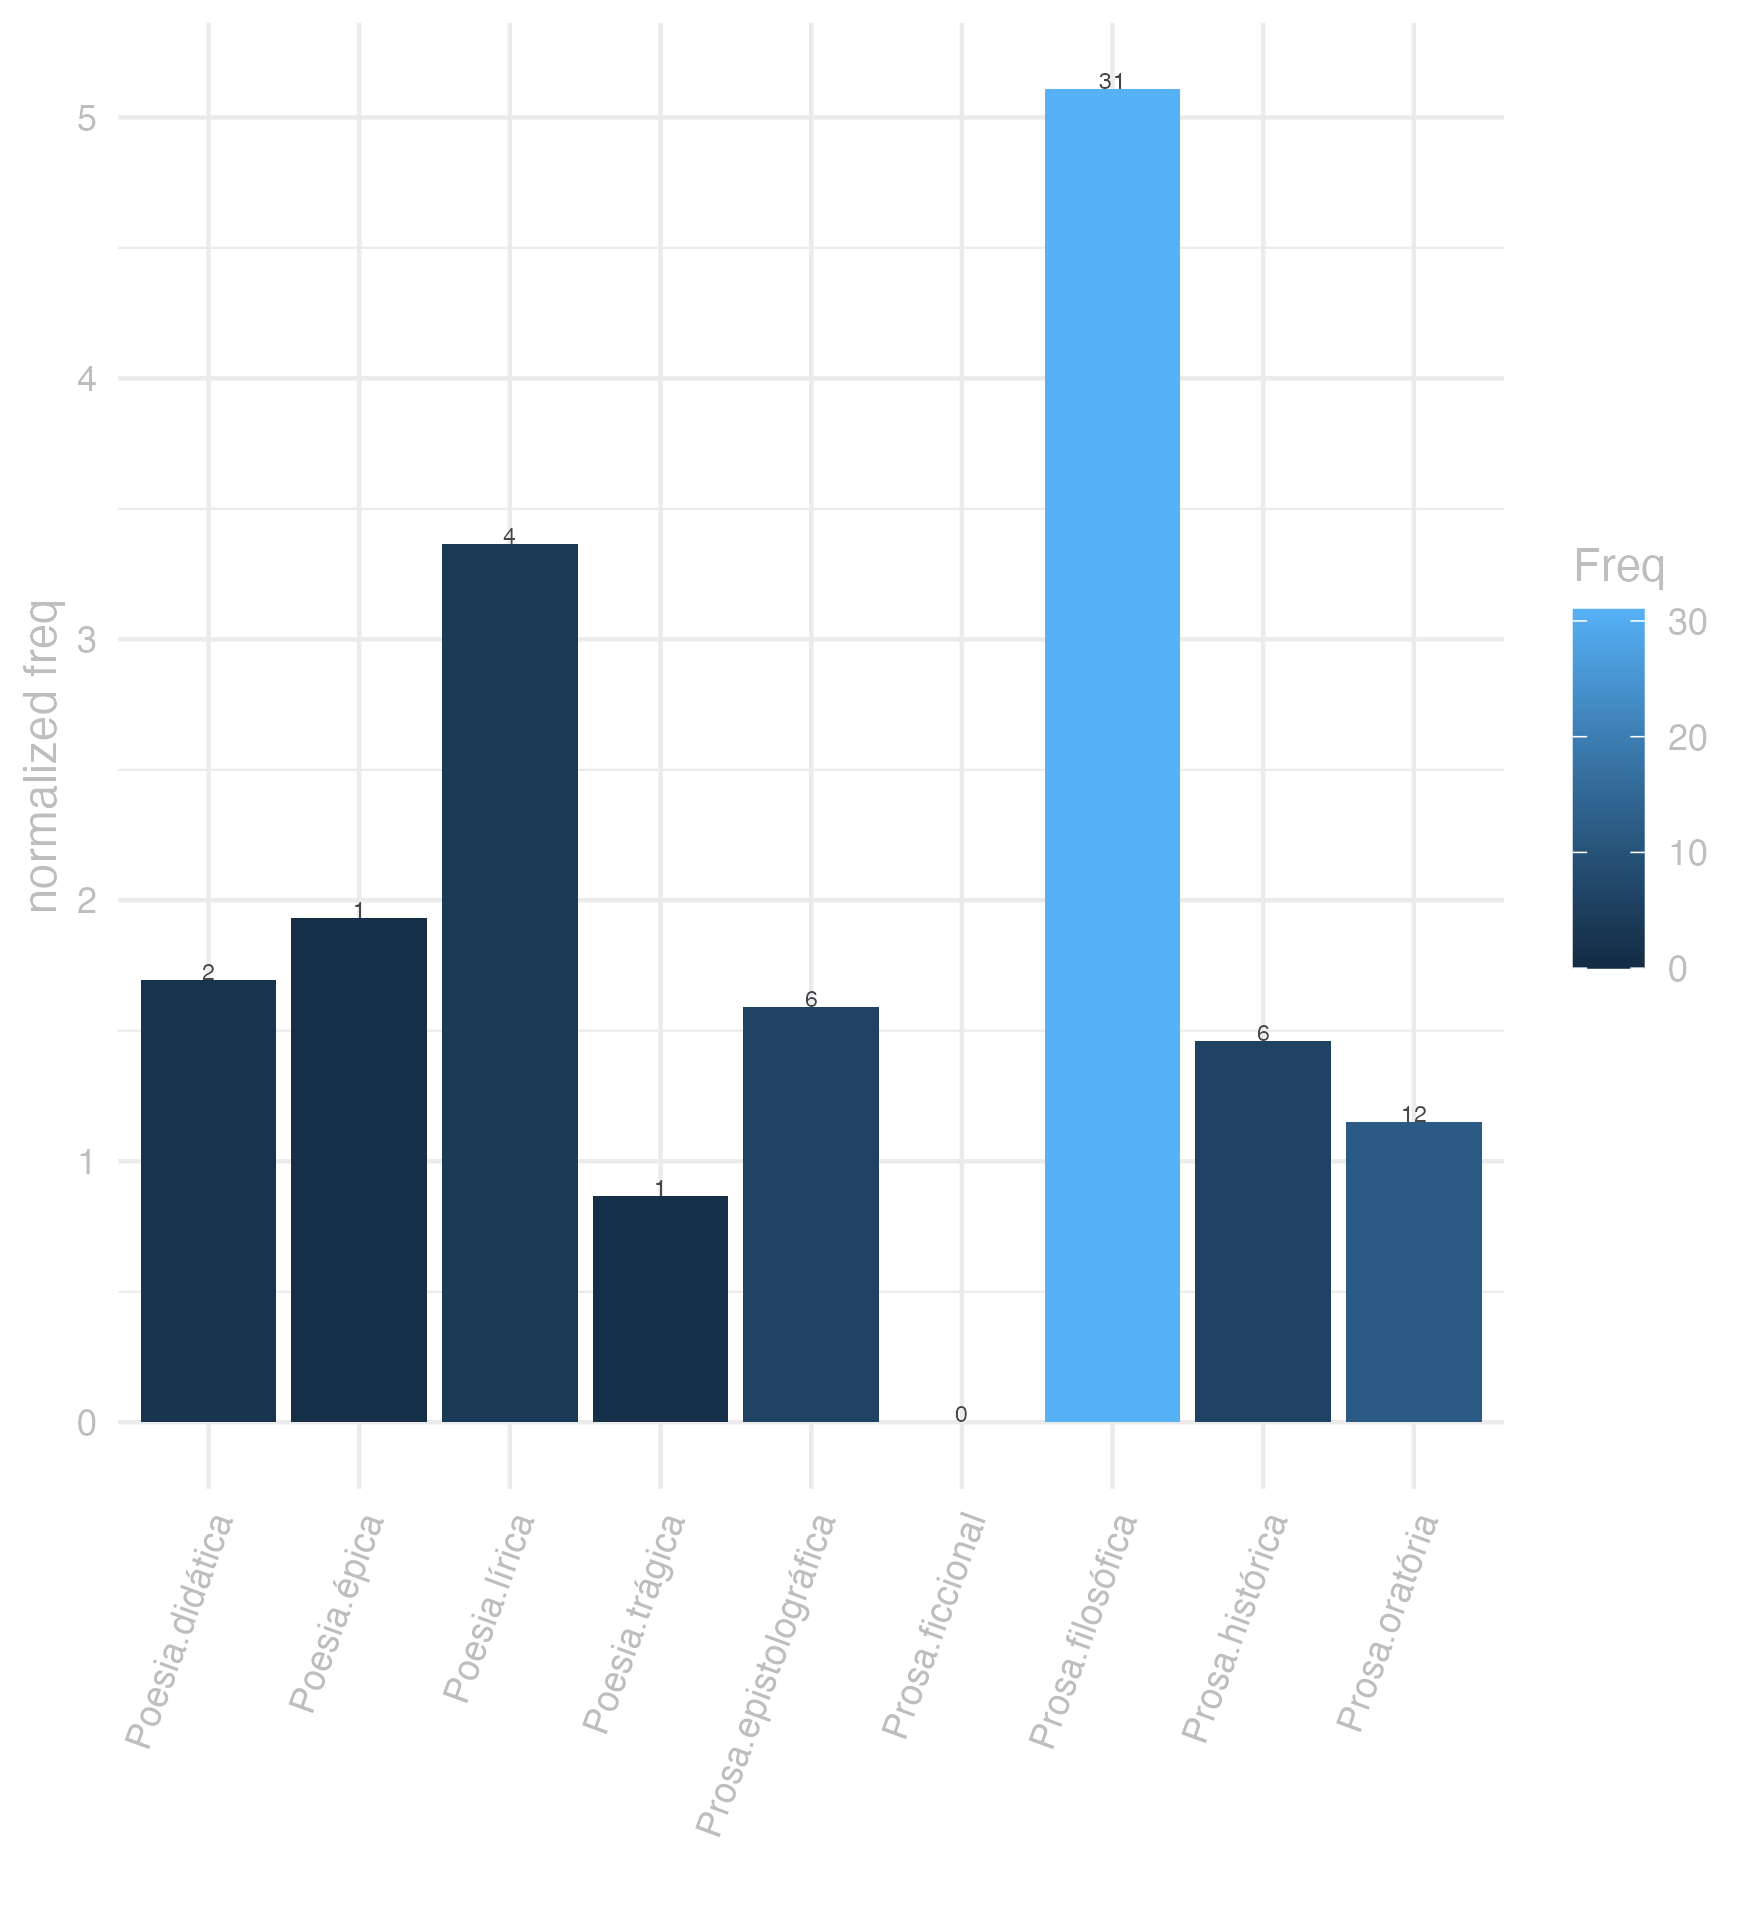 normalized freq
5
4
3
2
1
0
31
4
1
2
6
6
12
1
0
Poesia.didática
Poesia.épica
Poesia.lírica
Poesia.trágica
Prosa.epistolográfica
Prosa.ficcional
Prosa.filosófica
Prosa.histórica
Prosa.oratória
Freq
30
20
10
0